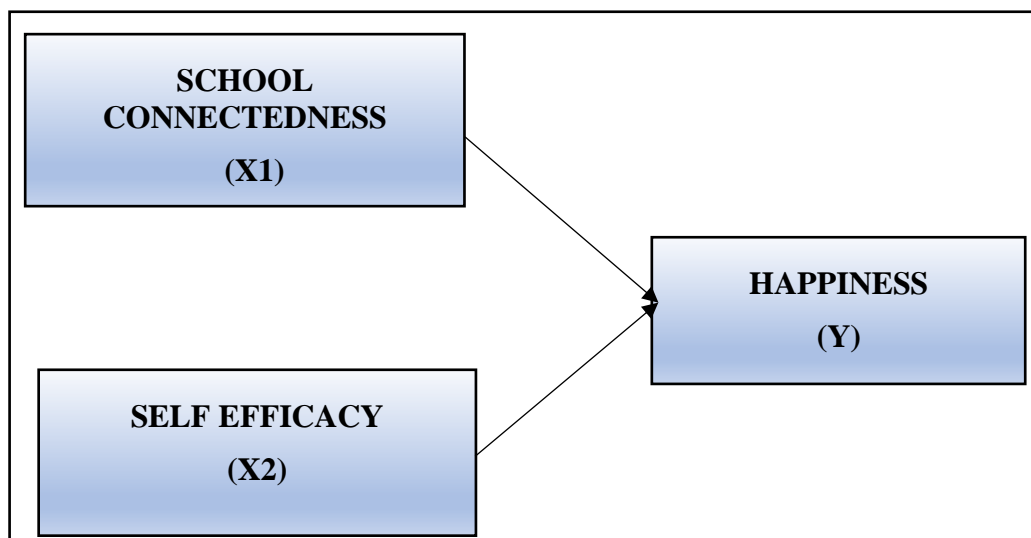 SCHOOL
CONNECTEDNESS
(X1)
HAPPINESS
(Y)
SELF EFFICACY
(X2)